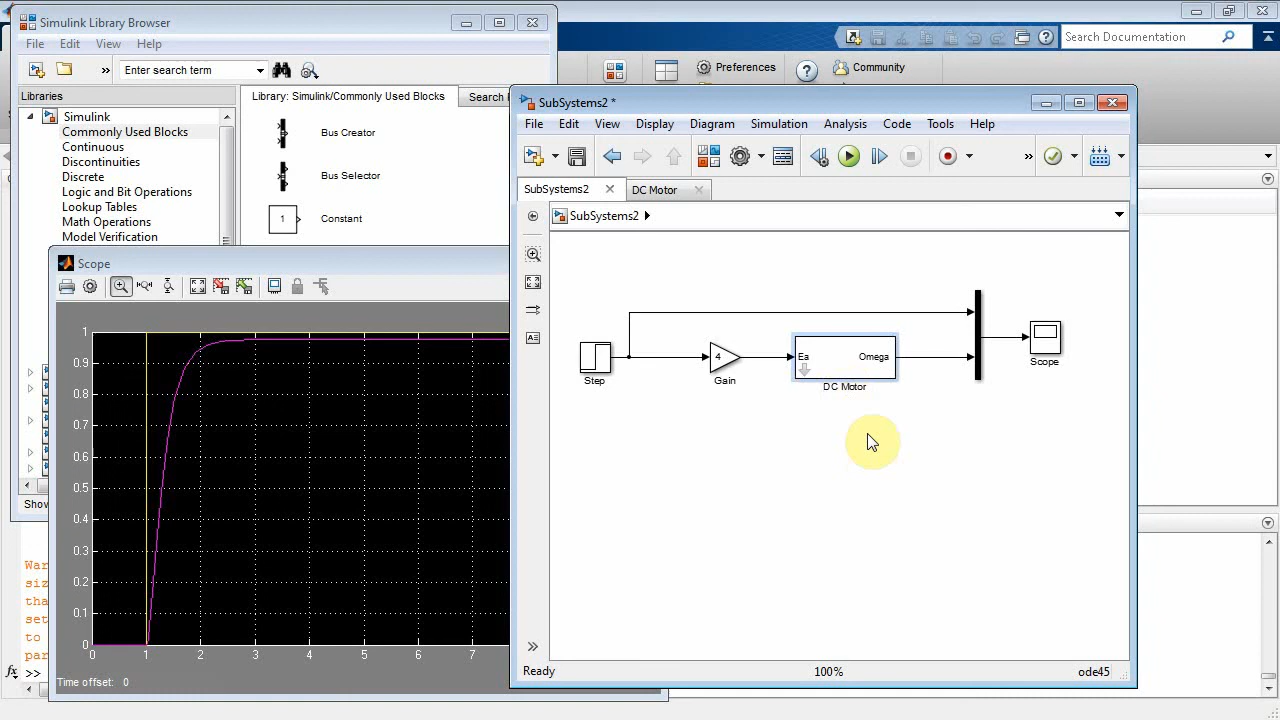 Simulink Library Browser
File Edit View Help
» Enter search term
Libraries
Library: Simulink/Commonly Used Blocks
Simulink
Commonly Used Blocks
Continuous
Discontinuities
Discrete
Logic and Bit Operations
Lookup Tables
Math Operations
Model Verification
Bus Creator
Bus Selector
1 Constant
Search Documentation
Preferences
Community
SubSystems2 *
File Edit View Display Diagram Simulation Analysis Code Tools Help
»
SubSystems2
DC Motor
SubSystems2
Step
4
Gain
Ea Omega
DC Motor
Scope
»
Ready 100% ode45
Scope
1
0.9
0.8
0.7
0.6
0.5
0.4
0.3
0.2
0.1
0
0 1 2 3 4 5 6 7
Time offset: 0
fx >>